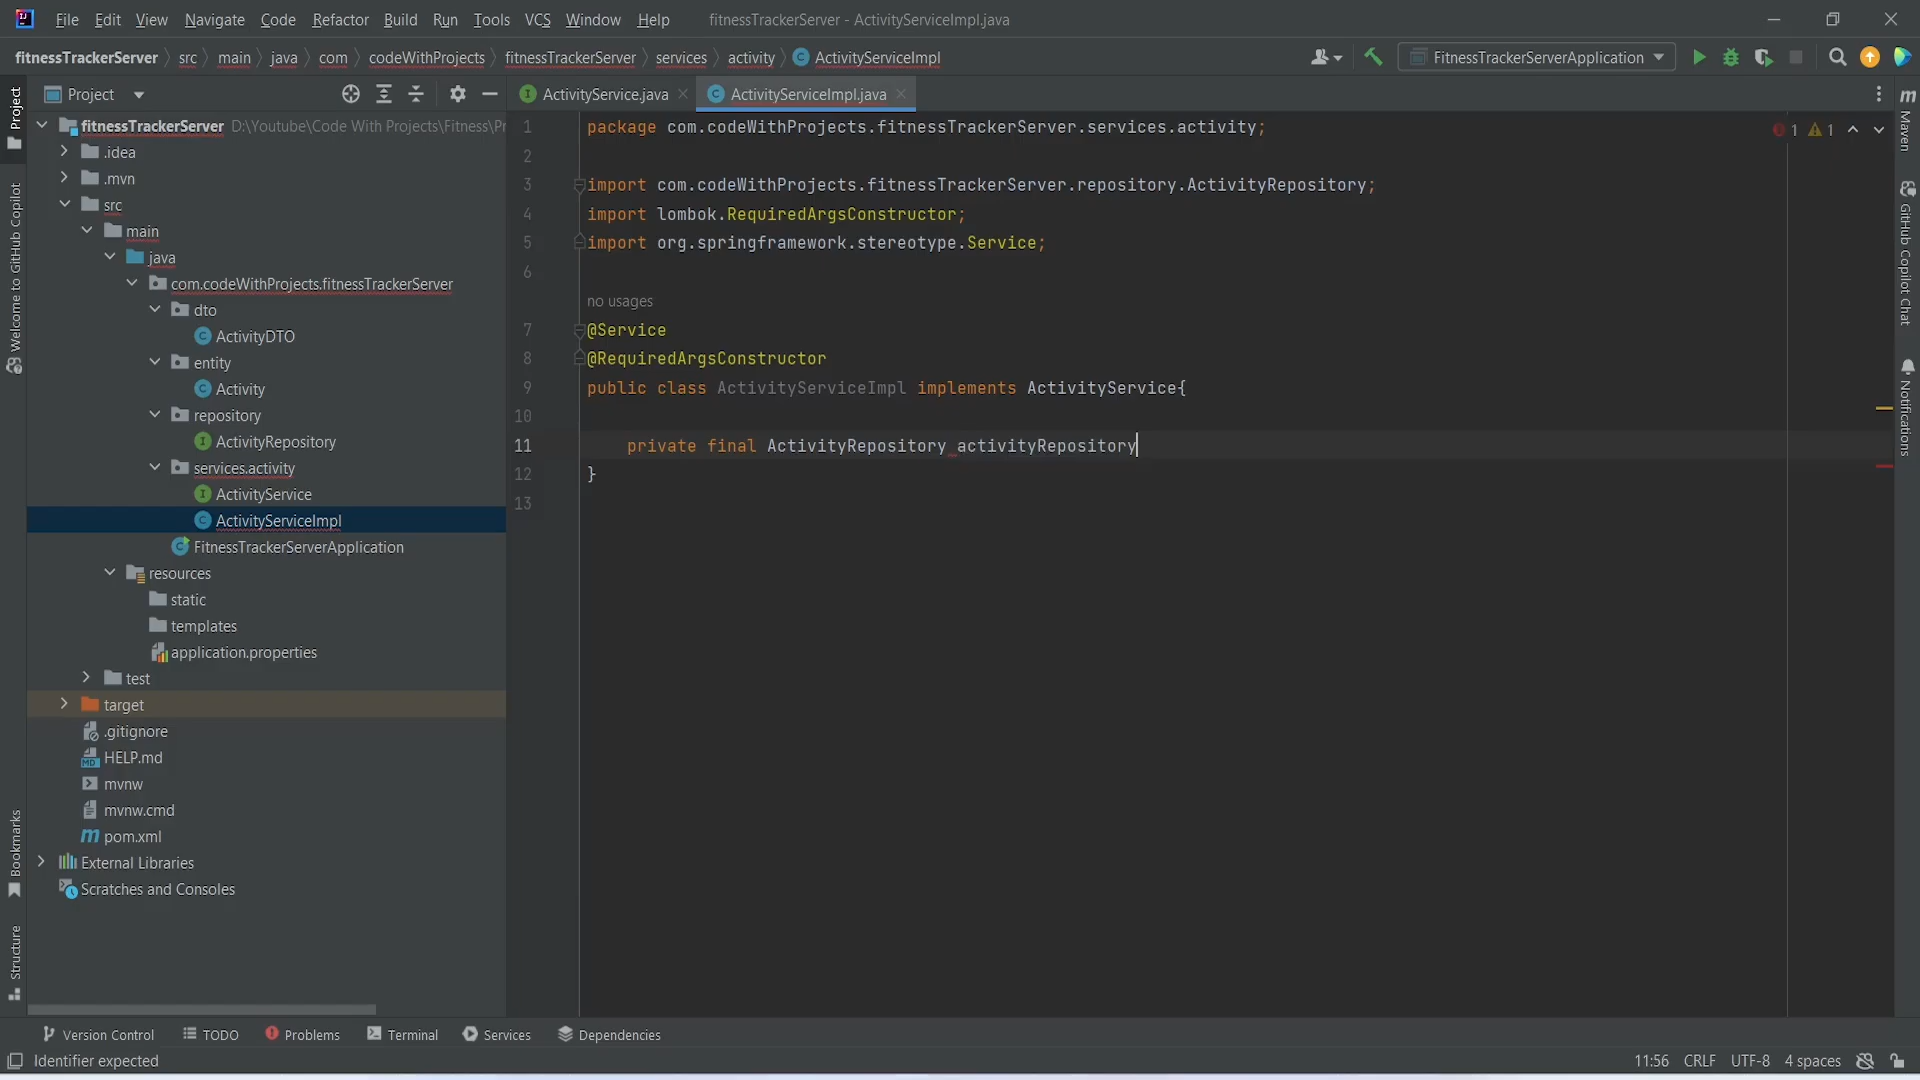 File Edit View Navigate Code Refactor Build Run Tools VCS Window Help fitnessTrackerServer - ActivityServiceImpl.java
fitnessTrackerServer src main java com codeWithProjects fitnessTrackerServer services activity ActivityServiceImpl FitnessTrackerServerApplication
Project
ActivityService.java ActivityServiceImpl.java
fitnessTrackerServer D:\Youtube\Code With Projects\Fitness\Pr
.idea
.mvn
src
main
java
com.codeWithProjects.fitnessTrackerServer
dto
ActivityDTO
entity
Activity
repository
ActivityRepository
services.activity
ActivityService
ActivityServiceImpl
FitnessTrackerServerApplication
resources
static
templates
application.properties
test
target
.gitignore
HELP.md
mvnw
mvnw.cmd
pom.xml
External Libraries
Scratches and Consoles
1 package com.codeWithProjects.fitnessTrackerServer.services.activity;
2
3 import com.codeWithProjects.fitnessTrackerServer.repository.ActivityRepository;
4 import lombok.RequiredArgsConstructor;
5 import org.springframework.stereotype.Service;
6
no usages
7 @Service
8 @RequiredArgsConstructor
9 public class ActivityServiceImpl implements ActivityService{
10
11 private final ActivityRepository activityRepository
12 }
13
1 1
Project
Welcome to GitHub Copilot
Bookmarks
Structure
m
Maven
GitHub Copilot Chat
Notifications
Version Control TODO Problems Terminal Services Dependencies
Identifier expected 11:56 CRLF UTF-8 4 spaces